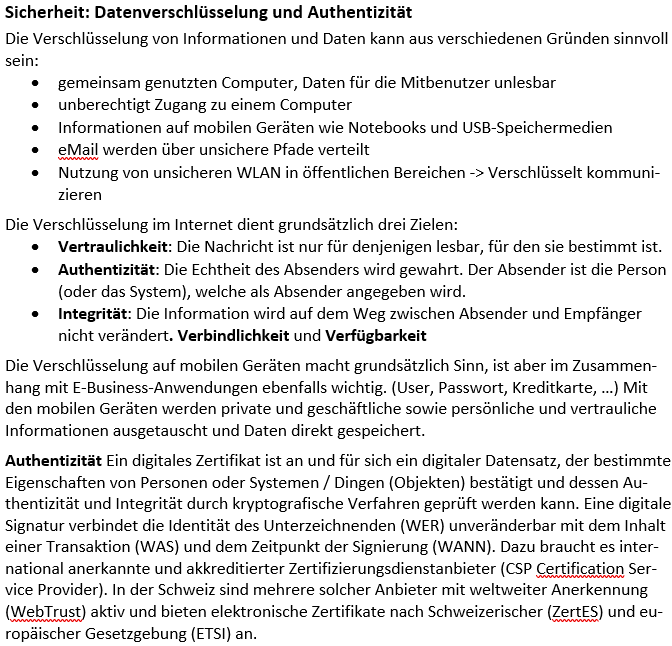 Sicherheit: Datenverschlüsselung und Authentizität
Die Verschlüsselung von Informationen und Daten kann aus verschiedenen Gründen sinnvoll
sein:
• gemeinsam genutzten Computer, Daten für die Mitbenutzer unlesbar
• unberechtigt Zugang zu einem Computer
• Informationen auf mobilen Geräten wie Notebooks und USB-Speichermedien
• eMail werden über unsichere Pfade verteilt
• Nutzung von unsicheren WLAN in öffentlichen Bereichen -> Verschlüsselt kommuni-
zieren
Die Verschlüsselung im Internet dient grundsätzlich drei Zielen:
• Vertraulichkeit: Die Nachricht ist nur für denjenigen lesbar, für den sie bestimmt ist.
• Authentizität: Die Echtheit des Absenders wird gewahrt. Der Absender ist die Person
(oder das System), welche als Absender angegeben wird.
• Integrität: Die Information wird auf dem Weg zwischen Absender und Empfänger
nicht verändert. Verbindlichkeit und Verfügbarkeit
Die Verschlüsselung auf mobilen Geräten macht grundsätzlich Sinn, ist aber im Zusammen-
hang mit E-Business-Anwendungen ebenfalls wichtig. (User, Passwort, Kreditkarte, …) Mit
den mobilen Geräten werden private und geschäftliche sowie persönliche und vertrauliche
Informationen ausgetauscht und Daten direkt gespeichert.
Authentizität Ein digitales Zertifikat ist an und für sich ein digitaler Datensatz, der bestimmte
Eigenschaften von Personen oder Systemen / Dingen (Objekten) bestätigt und dessen Au-
thentizität und Integrität durch kryptografische Verfahren geprüft werden kann. Eine digitale
Signatur verbindet die Identität des Unterzeichnenden (WER) unveränderbar mit dem Inhalt
einer Transaktion (WAS) und dem Zeitpunkt der Signierung (WANN). Dazu braucht es inter-
national anerkannte und akkreditierter Zertifizierungsdienstanbieter (CSP Certification Ser-
vice Provider). In der Schweiz sind mehrere solcher Anbieter mit weltweiter Anerkennung
(WebTrust) aktiv und bieten elektronische Zertifikate nach Schweizerischer (ZertES) und eu-
ropäischer Gesetzgebung (ETSI) an.